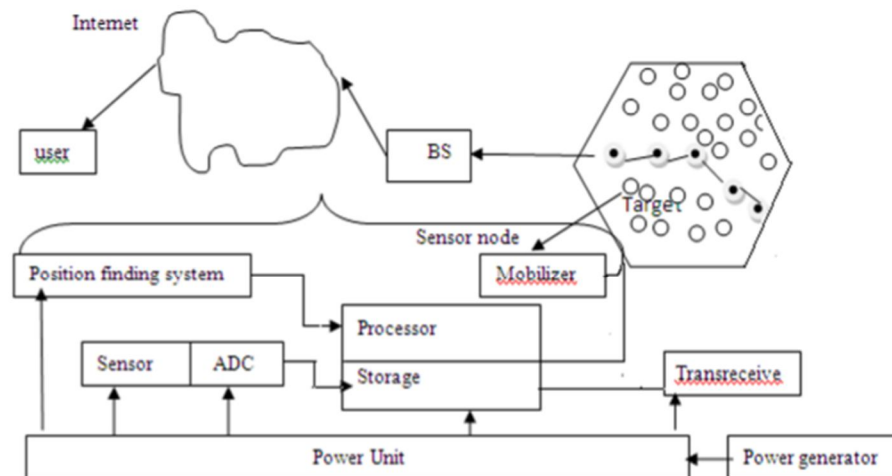 Internet
user
BS
Target
Sensor node
Position finding system
Mobilizer
Processor
Sensor
ADC
Storage
Transreceive
Power Unit
Power generator